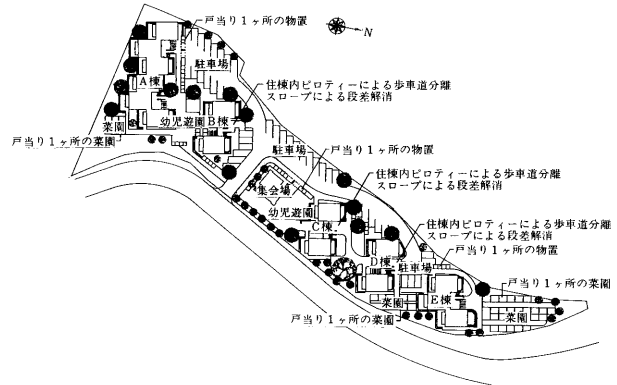 戸当り1ヶ所の物置
N
駐車場
A棟
住棟内ピロティーによる歩車道分離
スロープによる段差解消
菜園
幼児遊園
B棟
戸当り1ヶ所の菜園
駐車場
戸当り1ヶ所の物置
住棟内ピロティーによる歩車道分離
スロープによる段差解消
集会場
幼児遊園
C棟
住棟内ピロティーによる歩車道分離
スロープによる段差解消
戸当り1ヶ所の物置
D棟
駐車場
戸当り1ヶ所の菜園
菜園
E棟
菜園
戸当り1ヶ所の菜園